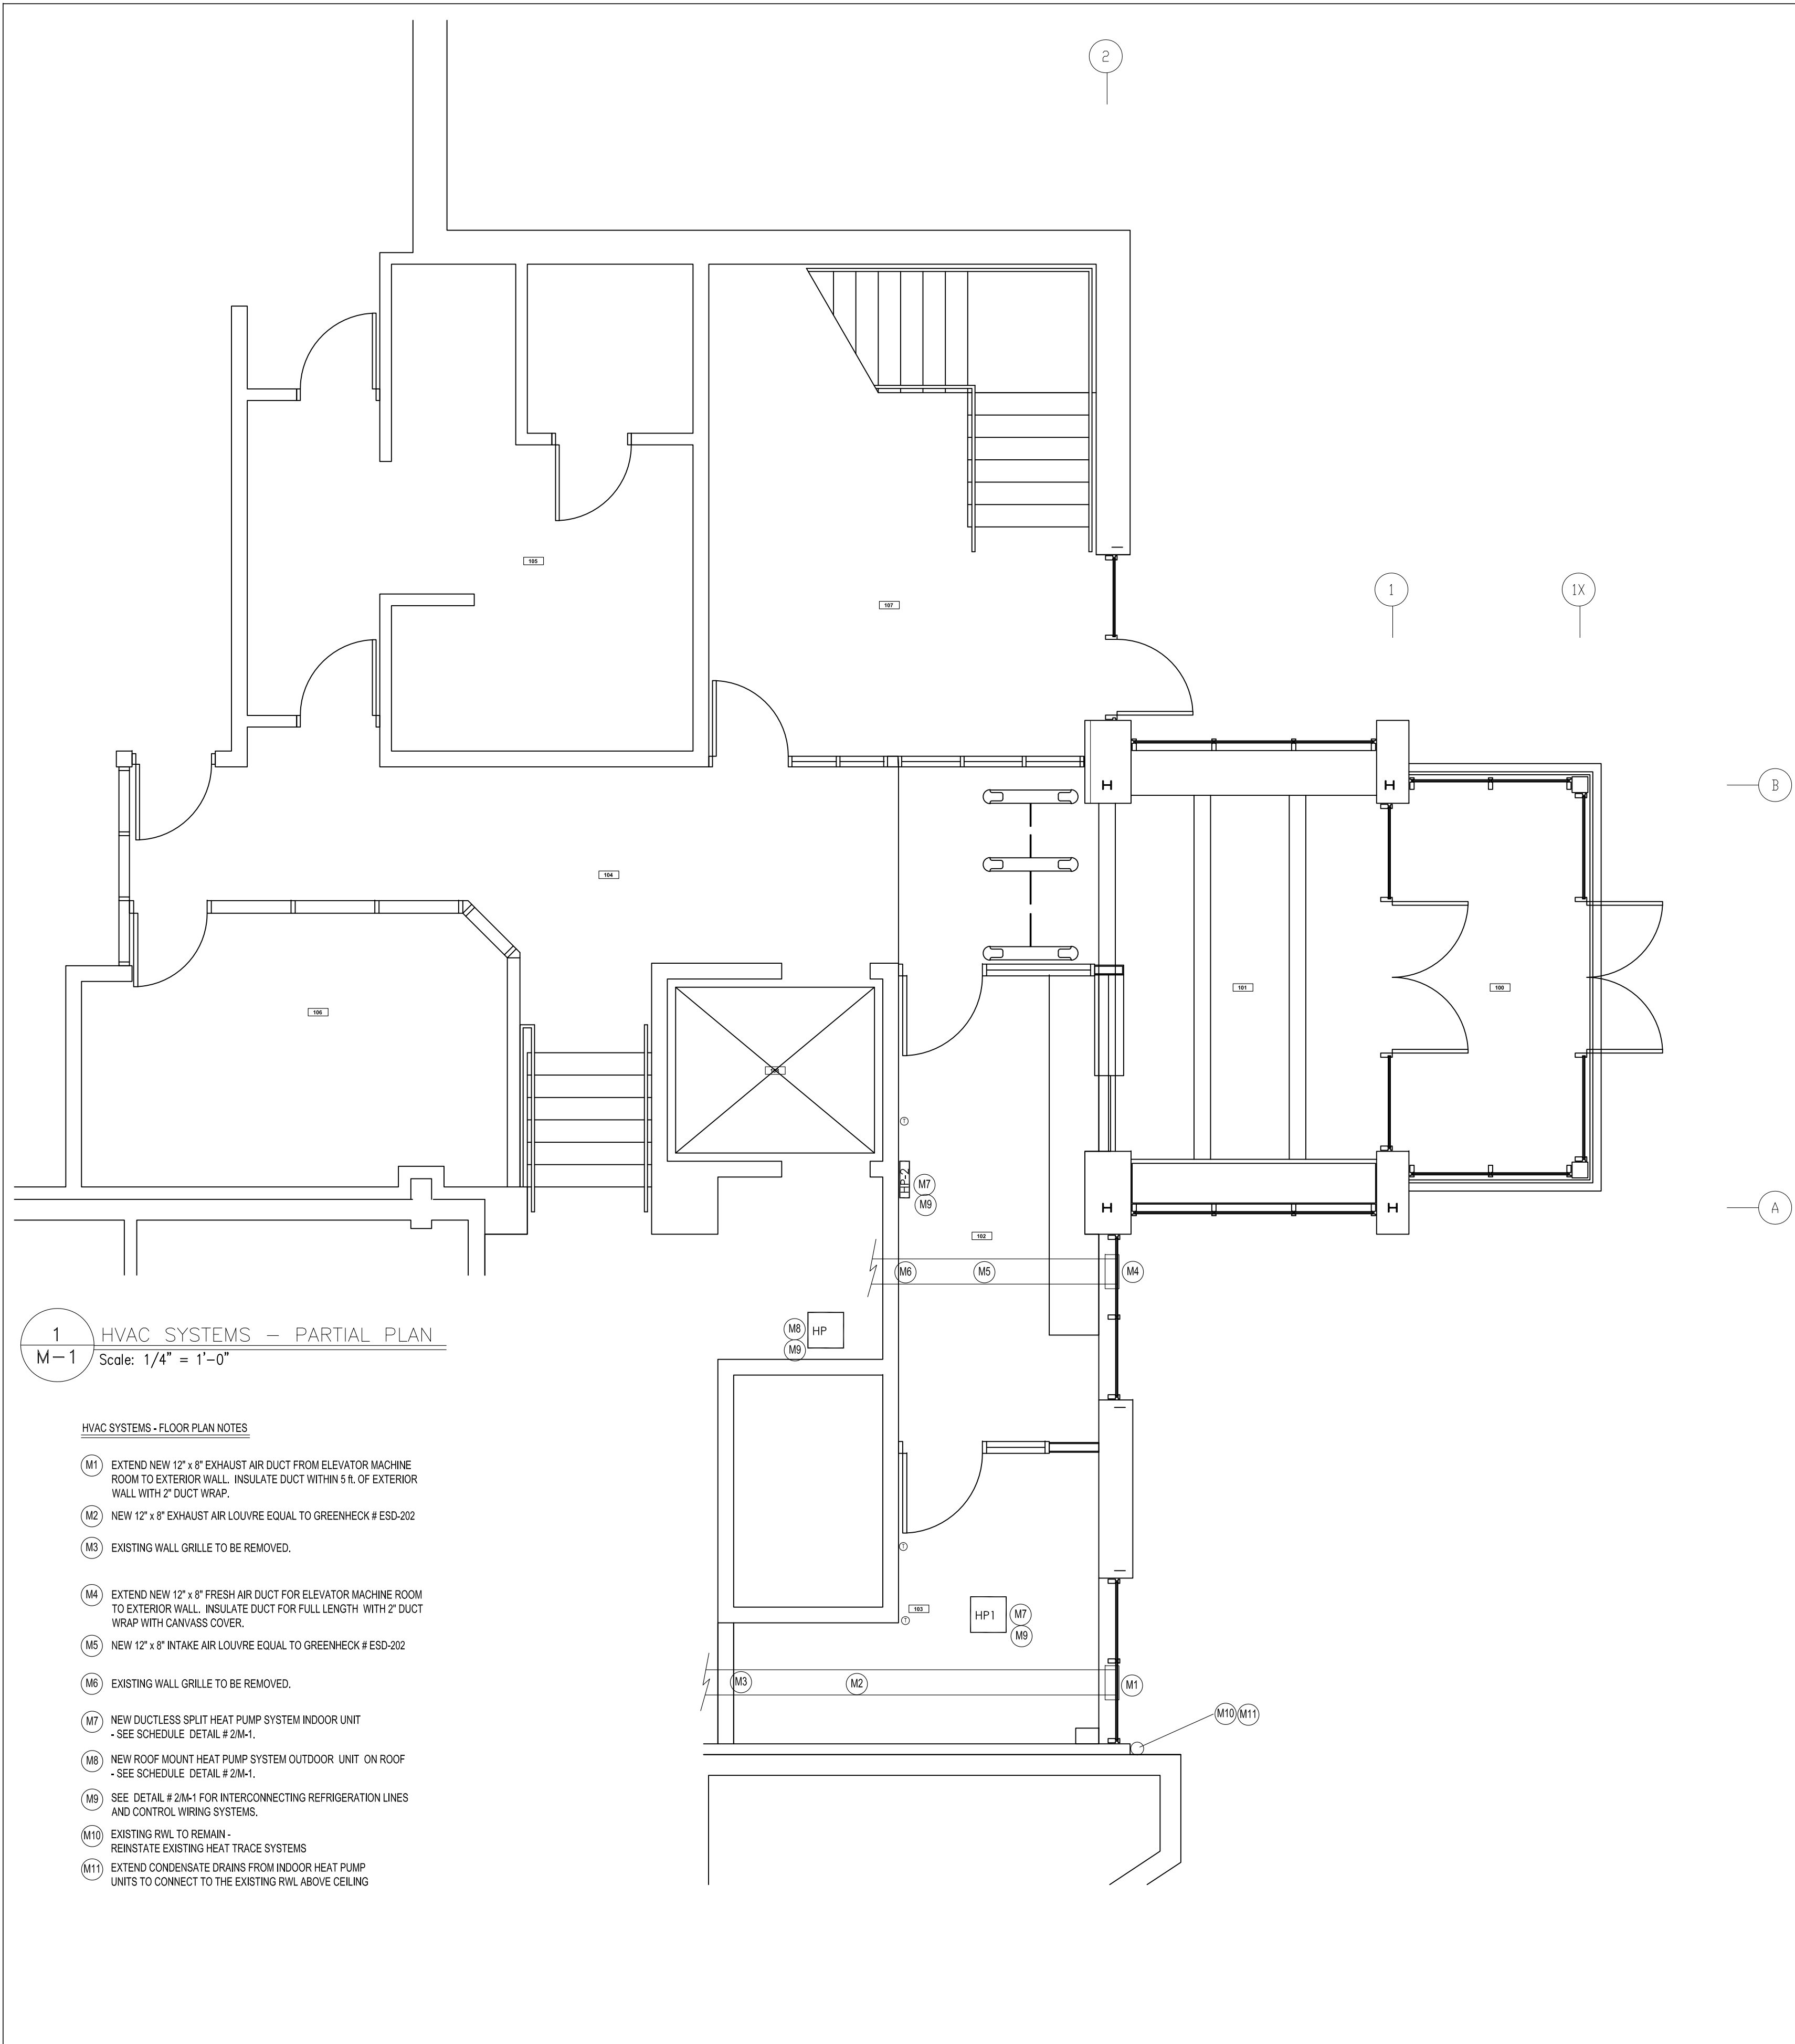 2
105
107
1
1X
B
H
H
104
101
100
106
T
HP-2
M7
M9
H
H
A
102
M6
M5
M4
M8
HP
M9
1
M-1
HVAC SYSTEMS - PARTIAL PLAN
Scale: 1/4" = 1'-0"
HVAC SYSTEMS - FLOOR PLAN NOTES
M1 EXTEND NEW 12" x 8" EXHAUST AIR DUCT FROM ELEVATOR MACHINE
ROOM TO EXTERIOR WALL. INSULATE DUCT WITHIN 5 ft. OF EXTERIOR
WALL WITH 2" DUCT WRAP.
M2 NEW 12" x 8" EXHAUST AIR LOUVRE EQUAL TO GREENHECK # ESD-202
M3 EXISTING WALL GRILLE TO BE REMOVED.
M4 EXTEND NEW 12" x 8" FRESH AIR DUCT FOR ELEVATOR MACHINE ROOM
TO EXTERIOR WALL. INSULATE DUCT FOR FULL LENGTH WITH 2" DUCT
WRAP WITH CANVASS COVER.
M5 NEW 12" x 8" INTAKE AIR LOUVRE EQUAL TO GREENHECK # ESD-202
M6 EXISTING WALL GRILLE TO BE REMOVED.
M7 NEW DUCTLESS SPLIT HEAT PUMP SYSTEM INDOOR UNIT
- SEE SCHEDULE DETAIL # 2/M-1.
M8 NEW ROOF MOUNT HEAT PUMP SYSTEM OUTDOOR UNIT ON ROOF
- SEE SCHEDULE DETAIL # 2/M-1.
M9 SEE DETAIL # 2/M-1 FOR INTERCONNECTING REFRIGERATION LINES
AND CONTROL WIRING SYSTEMS.
M10 EXISTING RWL TO REMAIN -
REINSTATE EXISTING HEAT TRACE SYSTEMS
M11 EXTEND CONDENSATE DRAINS FROM INDOOR HEAT PUMP
UNITS TO CONNECT TO THE EXISTING RWL ABOVE CEILING
T
103
T
HP1
M7
M9
M3
M2
M1
M10 M11